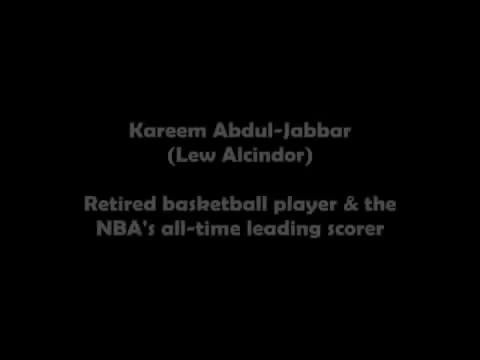 Kareem Abdul-Jabbar
(Lew Alcindor)
Retired basketball player & the
NBA's all-time leading scorer